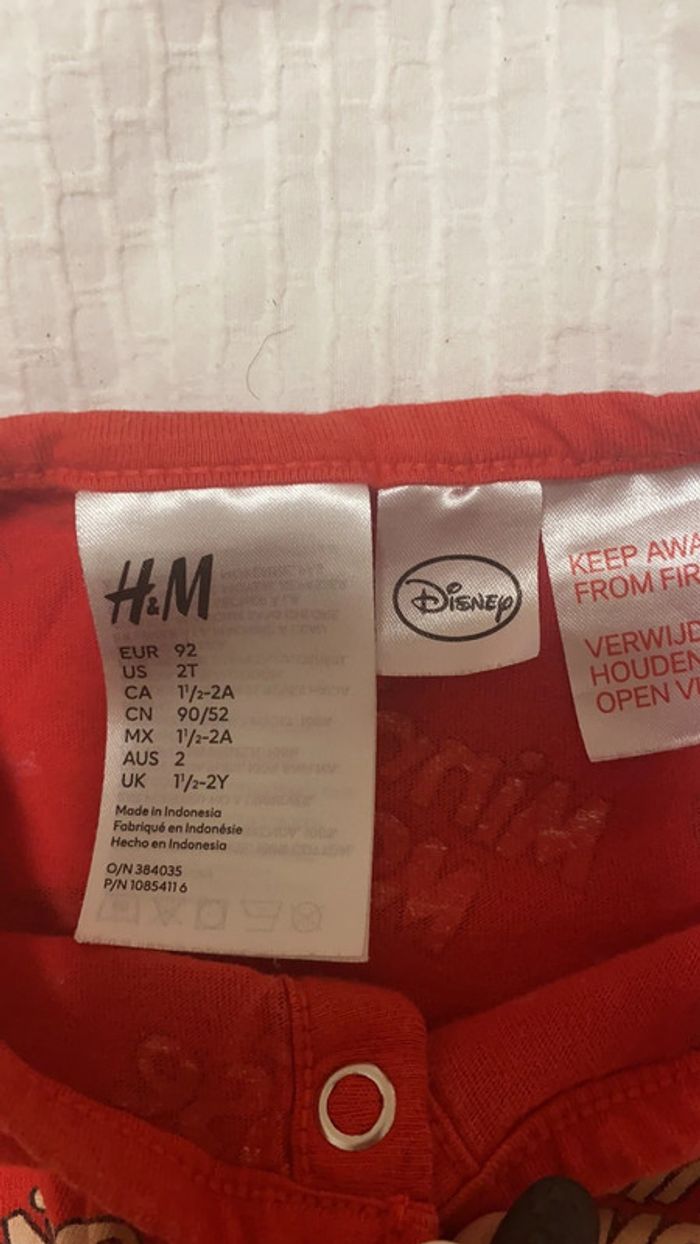 H&M
EUR 92
US 2T
CA 1½-2A
CN 90/52
MX 1½-2A
AUS 2
UK 1½-2Y
Made in Indonesia
Fabriqué en Indonésie
Hecho en Indonesia
O/N 384035
P/N 1085411 6
Disney
KEEP AWA
FROM FIR
VERWIJD
HOUDEN
OPEN V